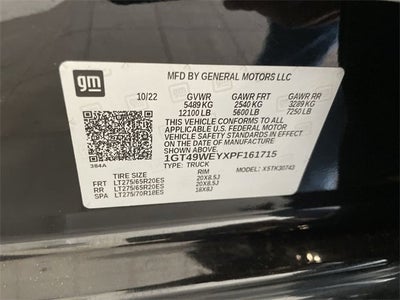 gm
MFD BY GENERAL MOTORS LLC
10/22 GVWR GAWR FRT GAWR RR
5489 KG 2540 KG 3289 KG
12100 LB 5600 LB 7250 LB
THIS VEHICLE CONFORMS TO ALL APPLICABLE
U.S. FEDERAL MOTOR VEHICLE SAFETY
STANDARDS IN EFFECT ON THE DATE OF
MANUFACTURE SHOWN ABOVE.
1GT49WEYXPF161715
384A TYPE: TRUCK MODEL: X5TK30743
TIRE SIZE RIM
FRT LT275/65R20ES 20X8.5J
RR LT275/65R20ES 20X8.5J
SPA LT275/70R18ES 18X8J